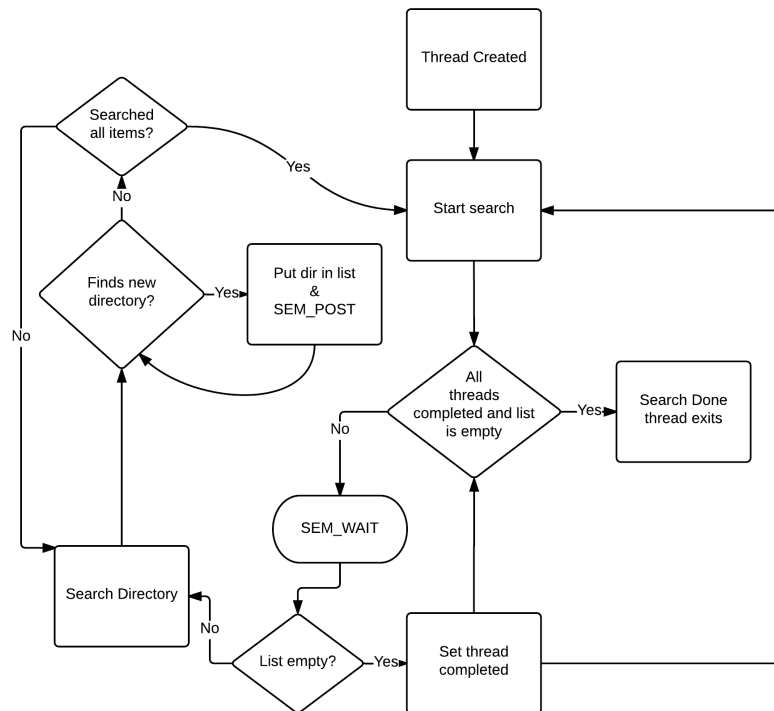 Thread Created
Searched
all items?
Yes
Start search
No
Finds new
directory?
Yes
Put dir in list
&
SEM_POST
No
All
threads
completed and list
is empty
Yes
Search Done
thread exits
No
SEM_WAIT
Search Directory
No
List empty?
Yes
Set thread
completed